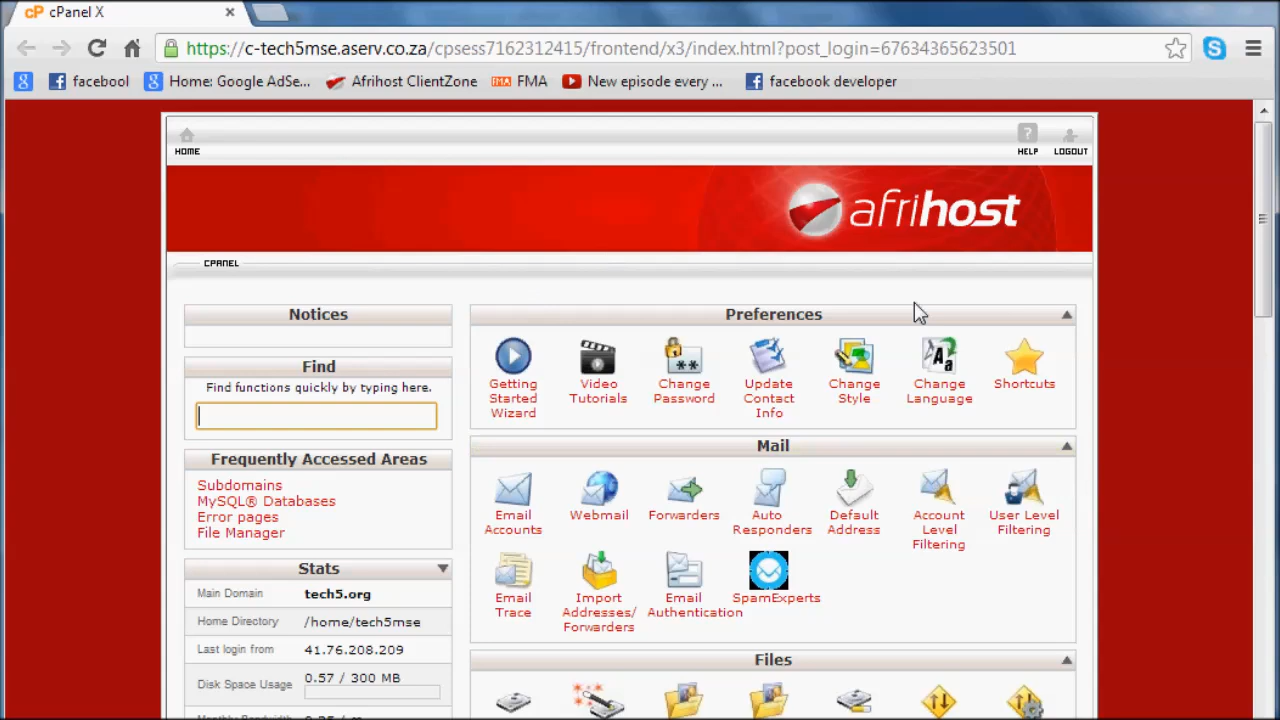 cP cPanel X
https://c-tech5mse.aserv.co.za/cpsess7162312415/frontend/x3/index.html?post_login=67634365623501
facebool Home: Google AdSe... Afrihost ClientZone FMA FMA New episode every ... facebook developer
HOME HELP LOGOUT
afrihost
CPANEL
Notices
Find
Find functions quickly by typing here.
Frequently Accessed Areas
Subdomains
MySQL® Databases
Error pages
File Manager
Stats
Main Domain tech5.org
Home Directory /home/tech5mse
Last login from 41.76.208.209
Disk Space Usage 0.57 / 300 MB
Preferences
Getting Started Wizard
Video Tutorials
Change Password
Update Contact Info
Change Style
Change Language
Shortcuts
Mail
Email Accounts
Webmail
Forwarders
Auto Responders
Default Address
Account Level Filtering
User Level Filtering
Email Trace
Import Addresses/ Forwarders
Email Authentication
SpamExperts
Files